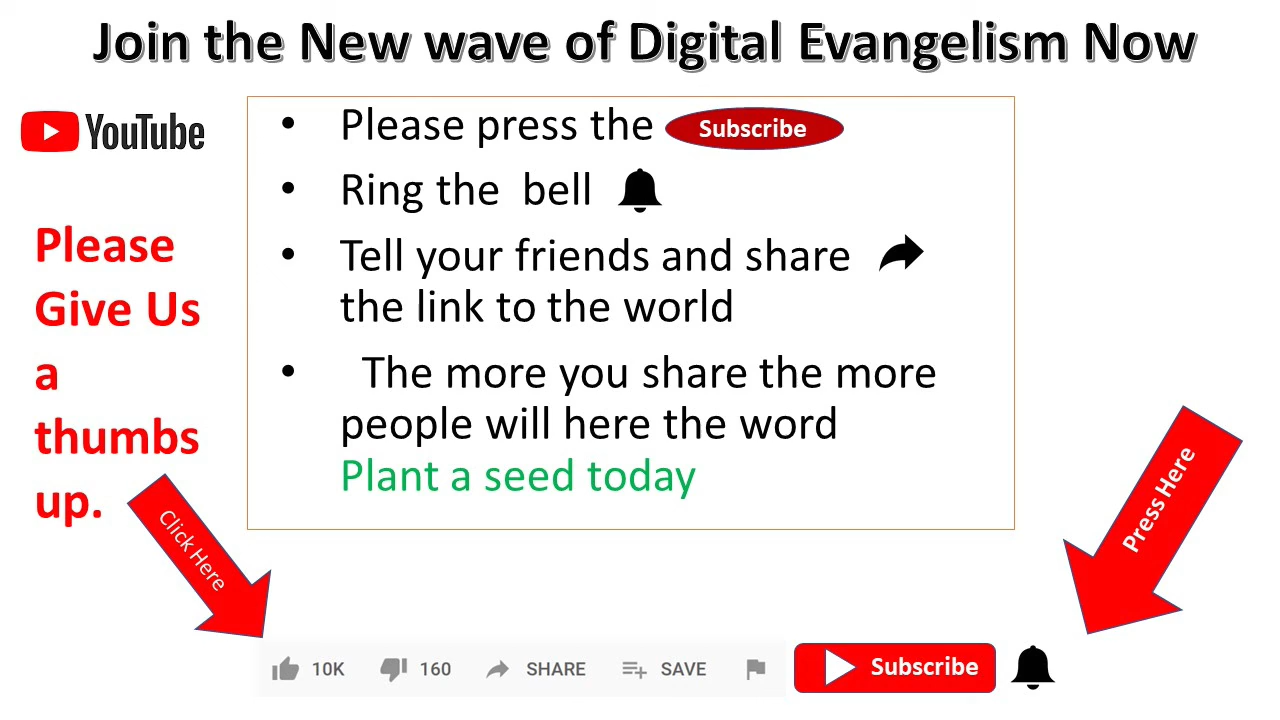 Join the New wave of Digital Evangelism Now
YouTube
Please
Give Us
a
thumbs
up.
• Please press the Subscribe
• Ring the bell
• Tell your friends and share
the link to the world
• The more you share the more
people will here the word
Plant a seed today
Click Here
Press Here
10K 160 SHARE SAVE Subscribe